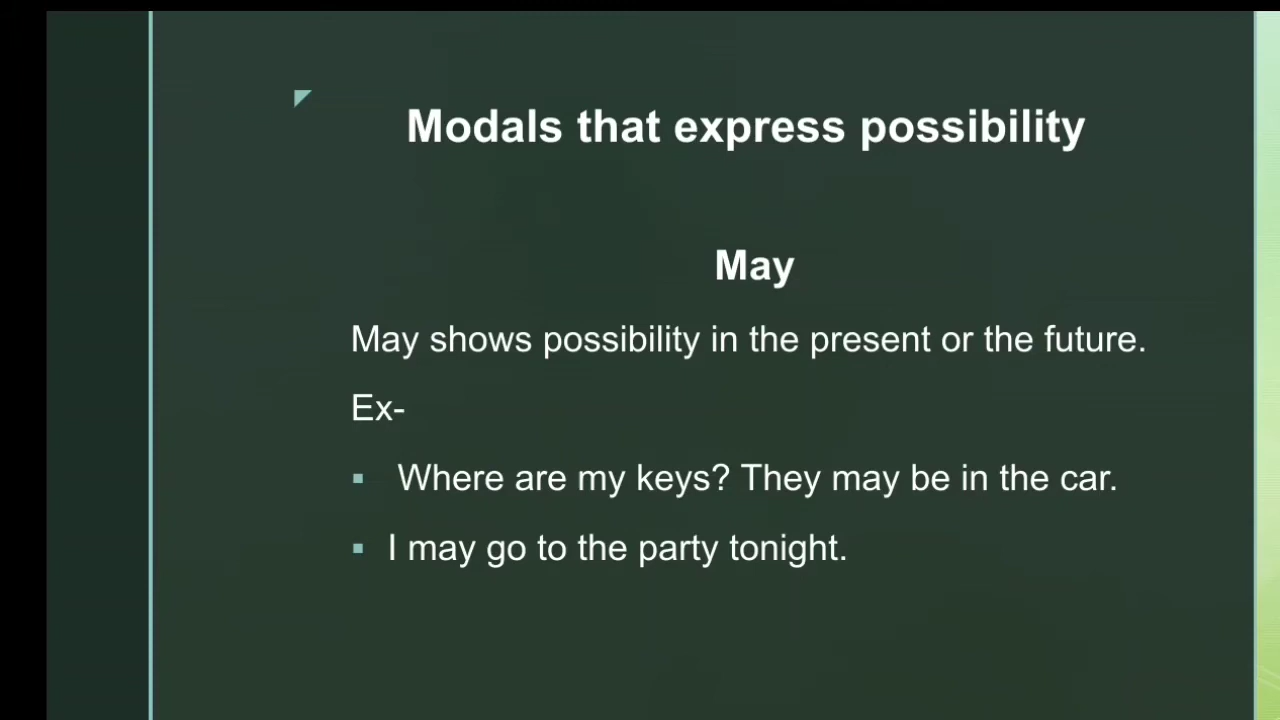 Modals that express possibility
May
May shows possibility in the present or the future.
Ex-
▪ Where are my keys? They may be in the car.
▪ I may go to the party tonight.